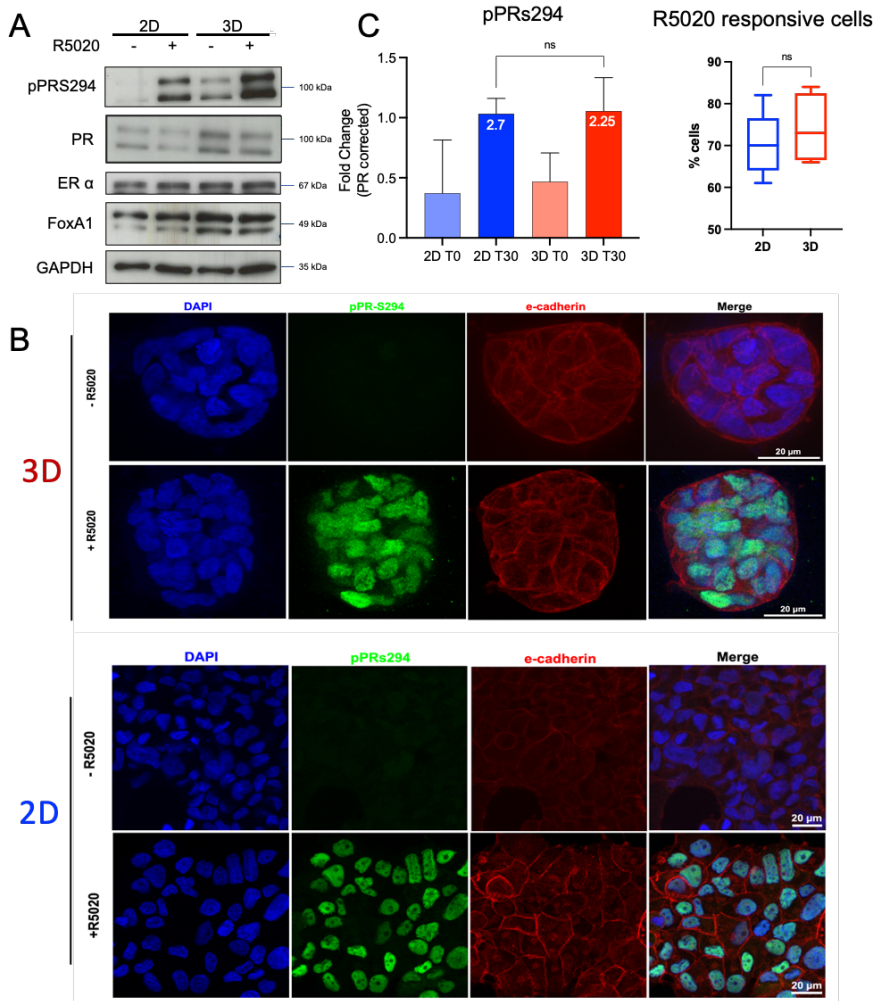 A
2D 3D
R5020 - + - +
pPRS294
100 kDa
PR
100 kDa
ER α
67 kDa
FoxA1
49 kDa
GAPDH
35 kDa
C
pPRs294
ns
Fold Change
(PR corrected)
1.5
1.0
0.5
0.0
2.7
2.25
2D T0
2D T30
3D T0
3D T30
R5020 responsive cells
ns
% cells
90
80
70
60
50
2D
3D
B
DAPI pPR-S294 e-cadherin Merge
3D
- R5020
20 µm
+ R5020
20 µm
DAPI pPRs294 e-cadherin Merge
2D
- R5020
20 µm
+R5020
20 µm